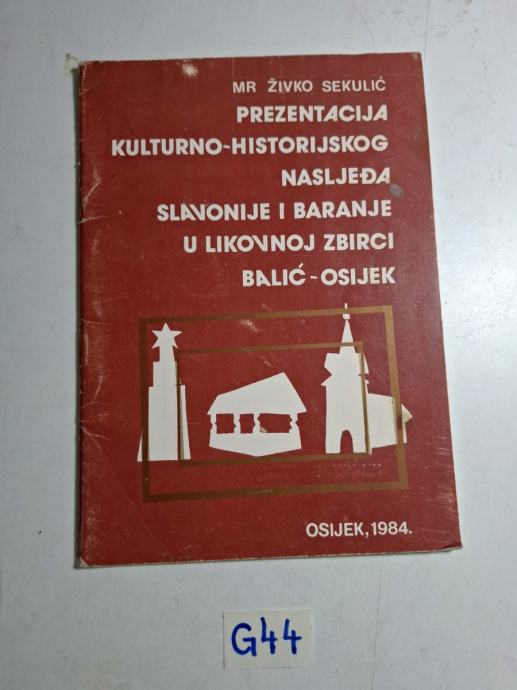 MR ŽIVKO SEKULIĆ
PREZENTACIJA
KULTURNO-HISTORIJSKOG
NASLJEĐA
SLAVONIJE I BARANJE
U LIKOVNOJ ZBIRCI
BALIĆ-OSIJEK
OSIJEK, 1984.
G44